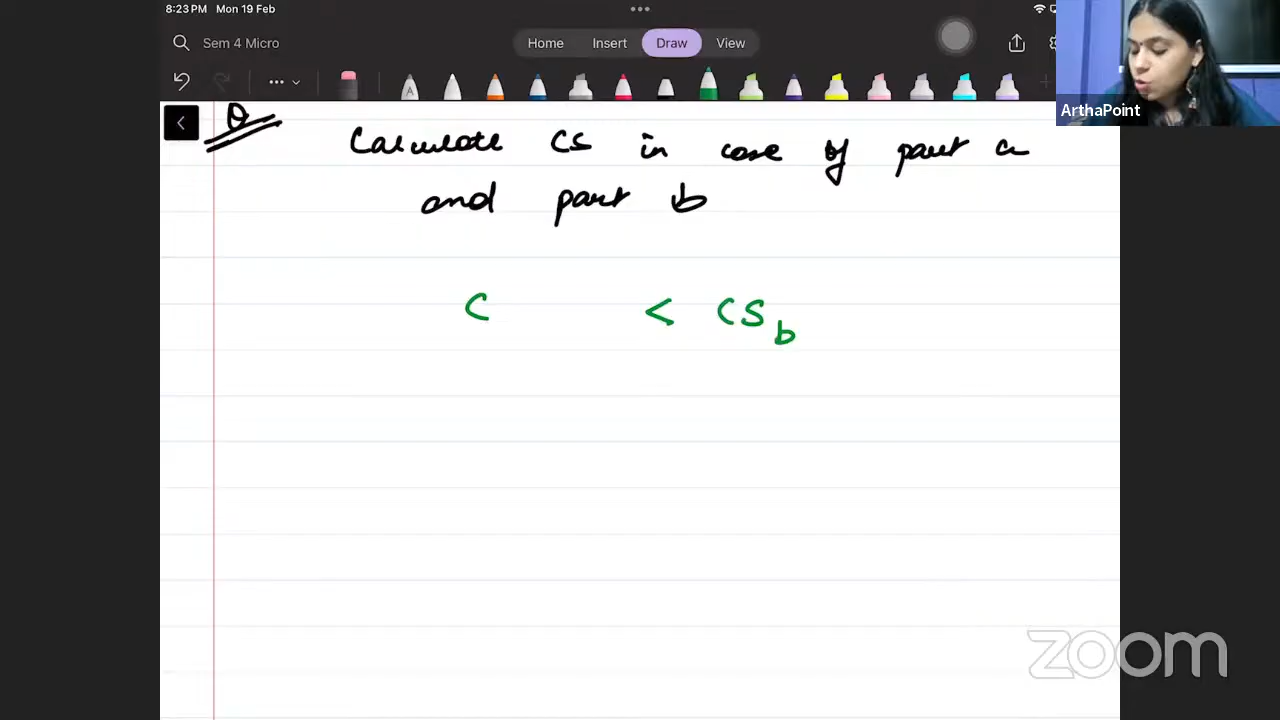 8:23 PM Mon 19 Feb
Sem 4 Micro
Home Insert Draw View
ArthaPoint
Q
Calculate CS in case of part a
and part b
C < CS b
zoom